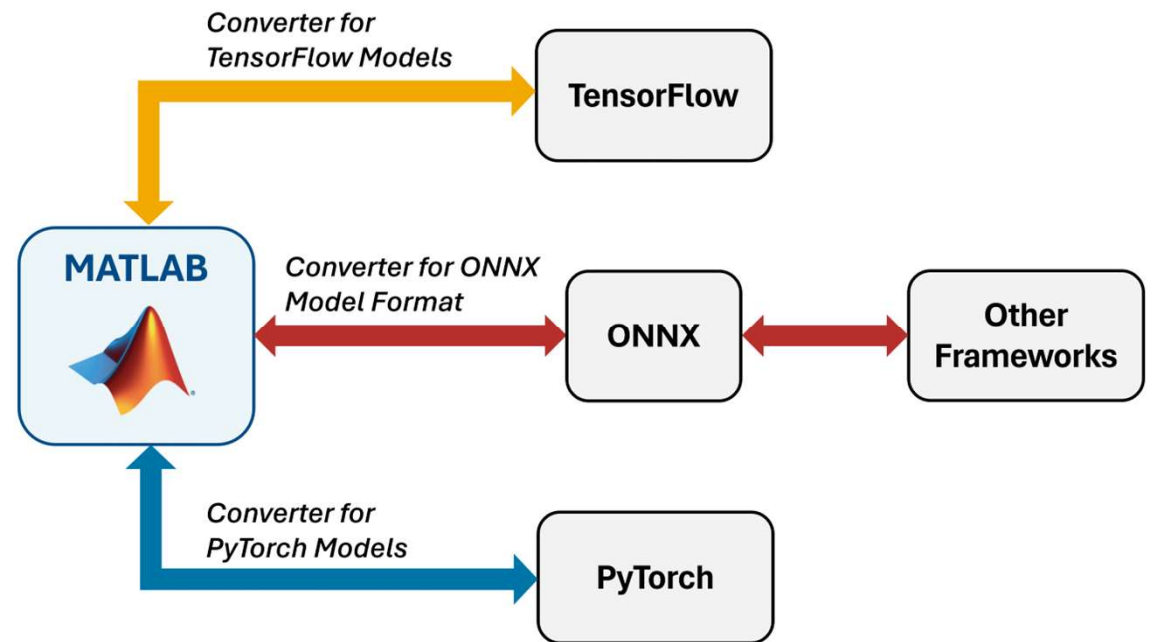 Converter for
TensorFlow Models
TensorFlow
MATLAB
Converter for ONNX
Model Format
ONNX
Other
Frameworks
Converter for
PyTorch Models
PyTorch